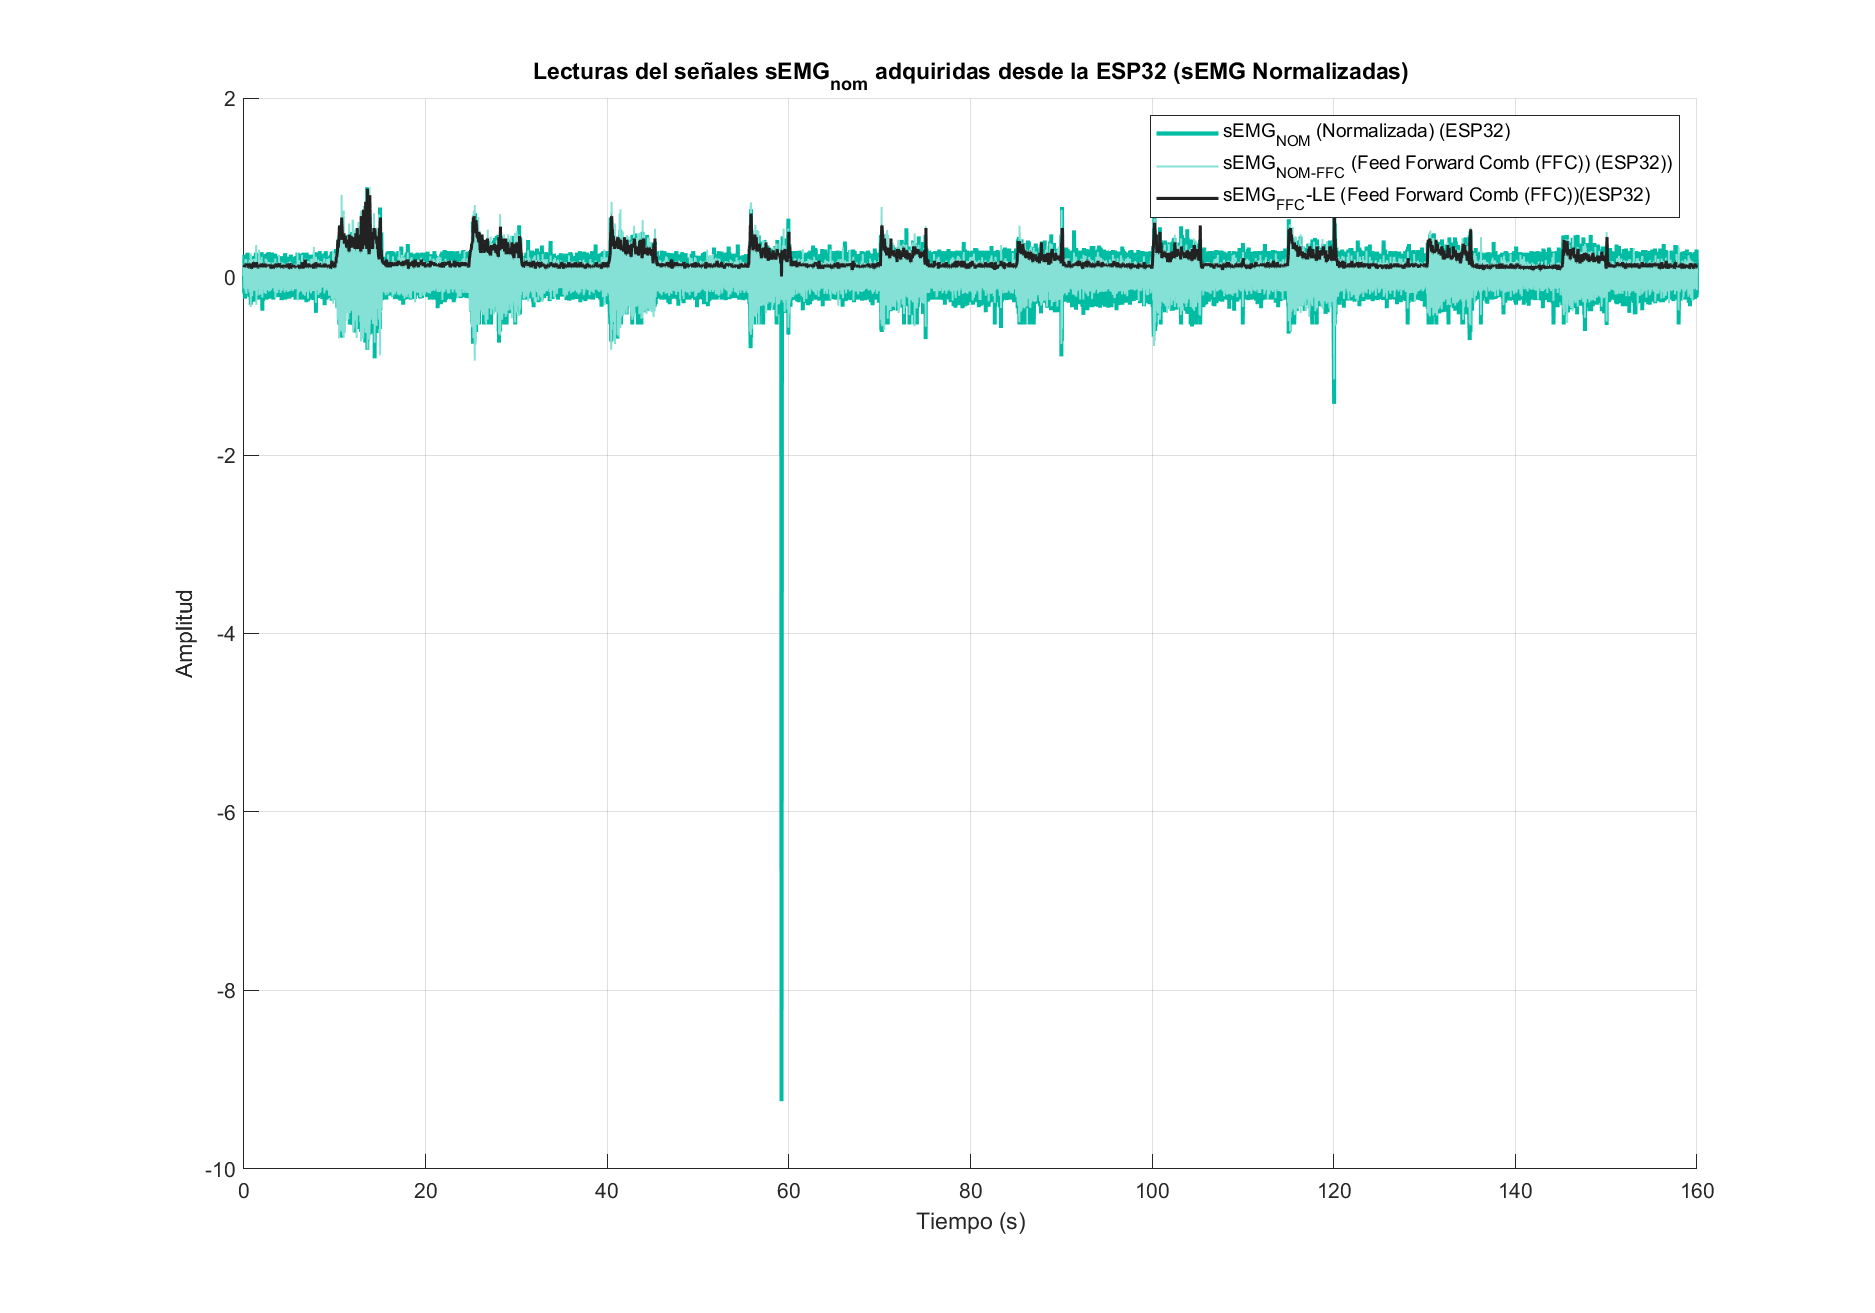 Lecturas del señales sEMGnom adquiridas desde la ESP32 (sEMG Normalizadas)
sEMGNOM (Normalizada) (ESP32)
sEMGNOM-FFC (Feed Forward Comb (FFC)) (ESP32))
sEMGFFC-LE (Feed Forward Comb (FFC))(ESP32)
2
0
-2
-4
-6
-8
-10
Amplitud
0 20 40 60 80 100 120 140 160
Tiempo (s)